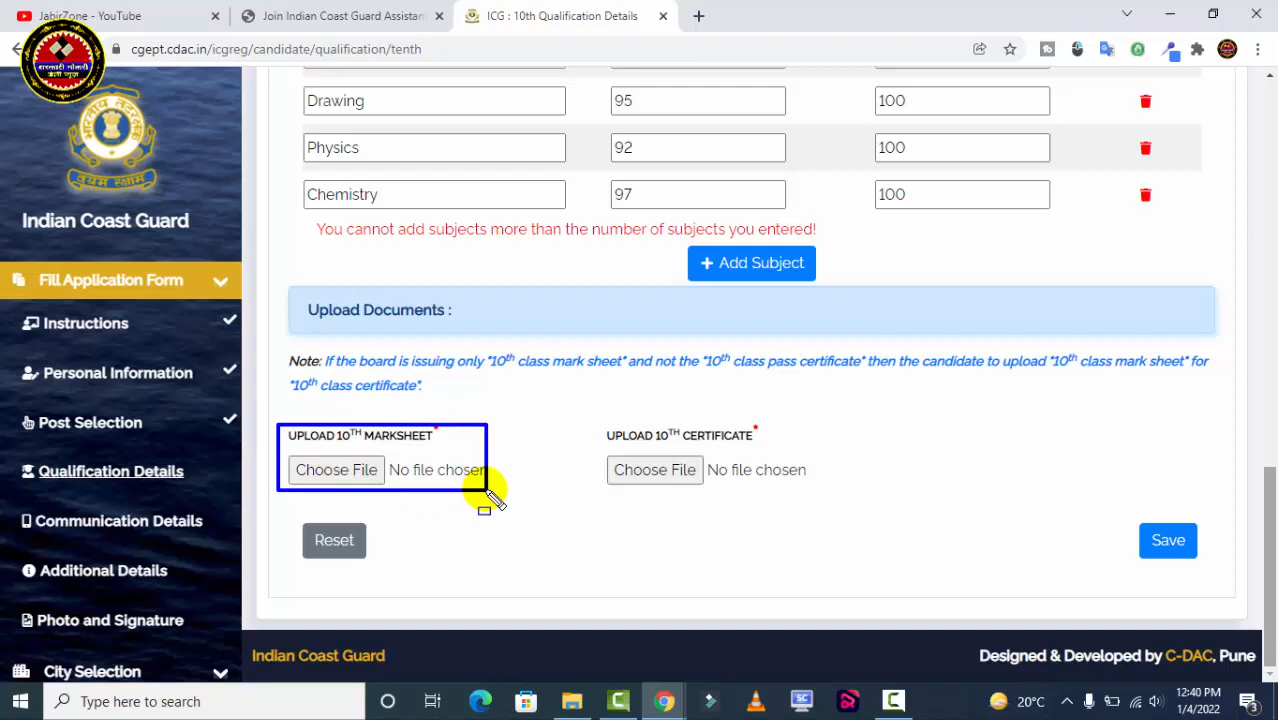 JabirZone - YouTube
Join Indian Coast Guard Assistan
ICG : 10th Qualification Details
cgept.cdac.in/icgreg/candidate/qualification/tenth
सरकारी नोकरी
Indian Coast Guard
Fill Application Form
Instructions
Personal Information
Post Selection
Qualification Details
Communication Details
Additional Details
Photo and Signature
City Selection
Drawing 95 100
Physics 92 100
Chemistry 97 100
You cannot add subjects more than the number of subjects you entered!
+ Add Subject
Upload Documents :
Note: If the board is issuing only "10th class mark sheet" and not the "10th class pass certificate" then the candidate to upload "10th class mark sheet" for
"10th class certificate".
UPLOAD 10TH MARKSHEET* UPLOAD 10TH CERTIFICATE*
Choose File No file chosen Choose File No file chosen
Reset Save
Indian Coast Guard Designed & Developed by C-DAC, Pune
Type here to search
SC
20°C
12:40 PM
1/4/2022
3